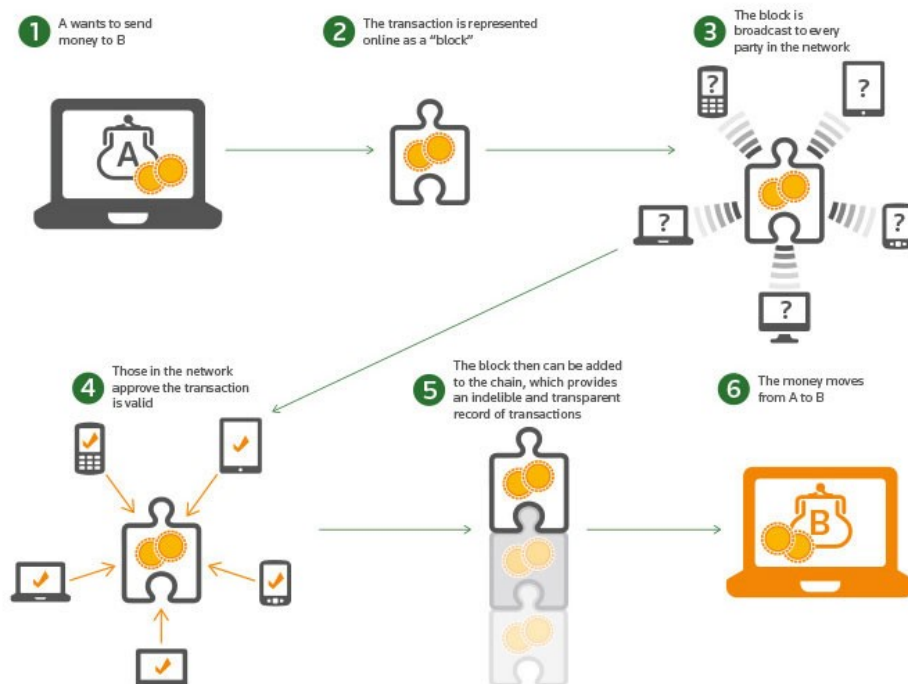 1
A wants to send
money to B
2
The transaction is represented
online as a “block”
3
The block is
broadcast to every
party in the network
A
?
?
?
?
?
4
Those in the network
approve the transaction
is valid
5
The block then can be added
to the chain, which provides
an indelible and transparent
record of transactions
6
The money moves
from A to B
B